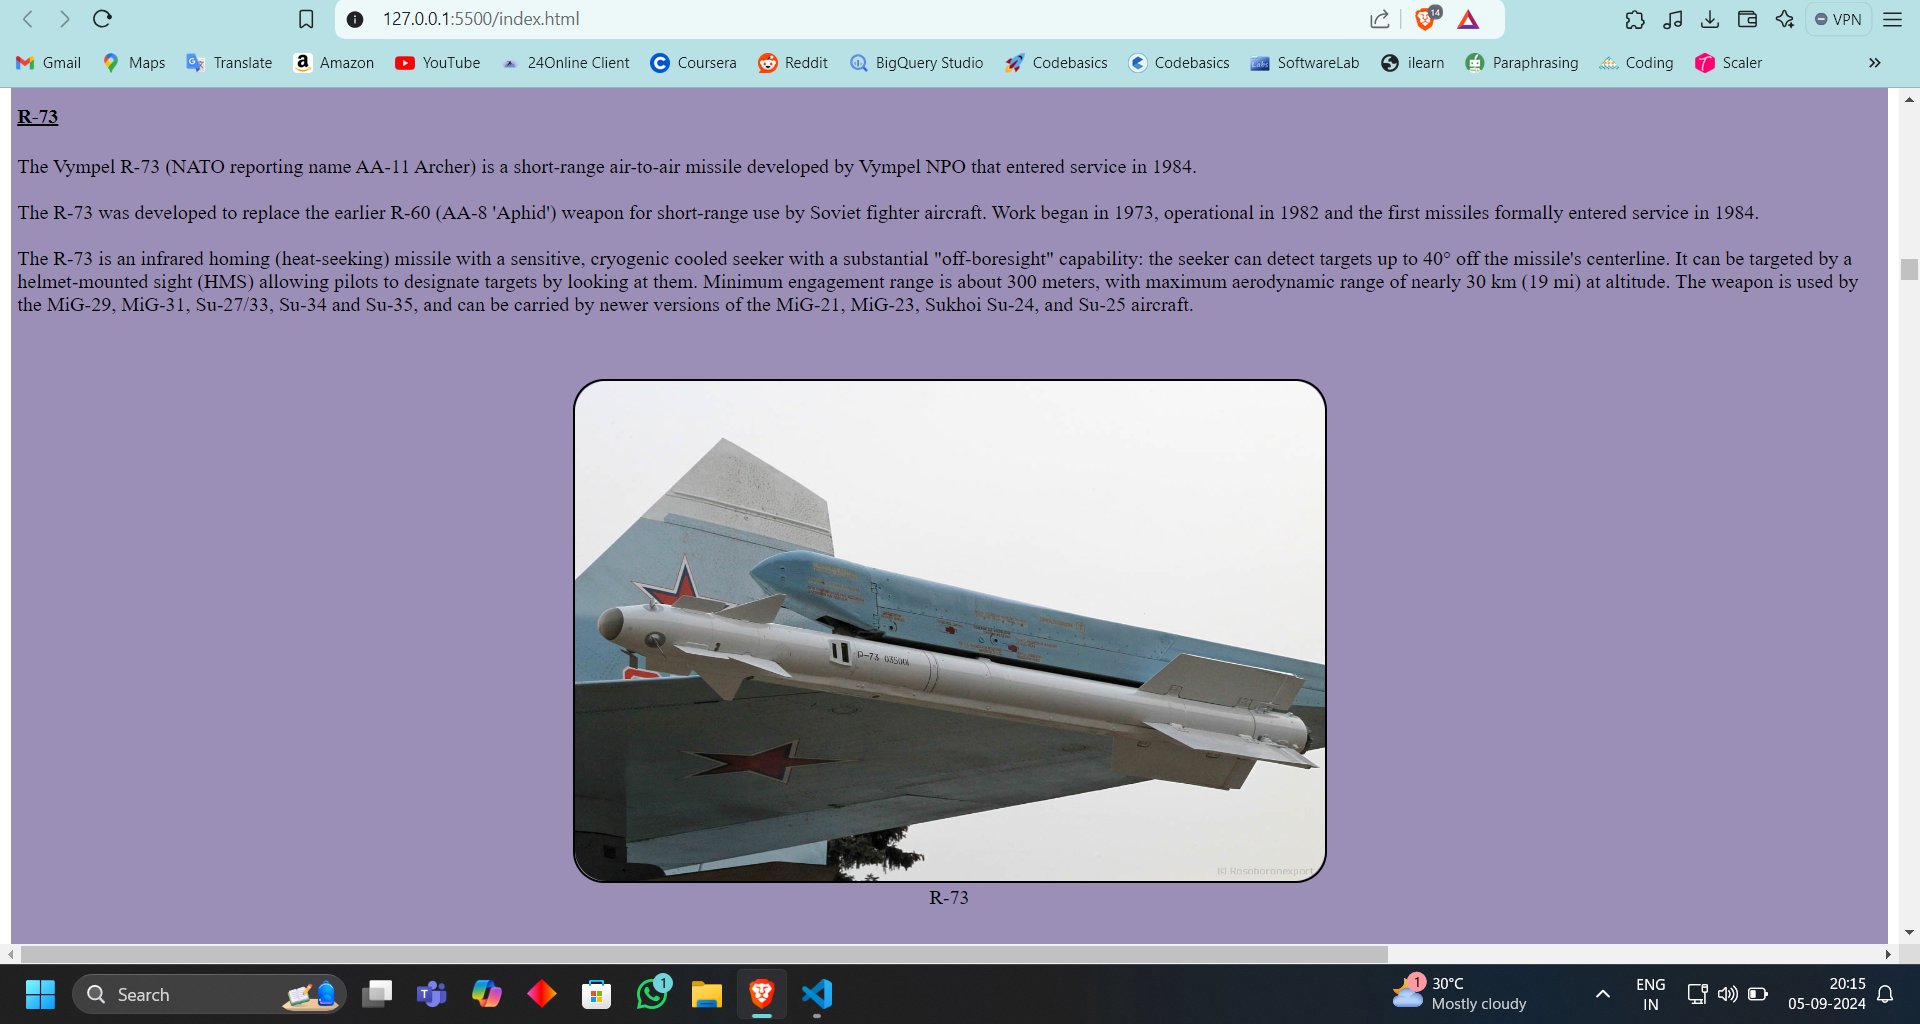 127.0.0.1:5500/index.html
14
VPN
Gmail Maps Translate Amazon YouTube 24Online Client Coursera Reddit BigQuery Studio Codebasics Codebasics SoftwareLab ilearn Paraphrasing Coding Scaler »
R-73
The Vympel R-73 (NATO reporting name AA-11 Archer) is a short-range air-to-air missile developed by Vympel NPO that entered service in 1984.
The R-73 was developed to replace the earlier R-60 (AA-8 'Aphid') weapon for short-range use by Soviet fighter aircraft. Work began in 1973, operational in 1982 and the first missiles formally entered service in 1984.
The R-73 is an infrared homing (heat-seeking) missile with a sensitive, cryogenic cooled seeker with a substantial "off-boresight" capability: the seeker can detect targets up to 40° off the missile's centerline. It can be targeted by a
helmet-mounted sight (HMS) allowing pilots to designate targets by looking at them. Minimum engagement range is about 300 meters, with maximum aerodynamic range of nearly 30 km (19 mi) at altitude. The weapon is used by
the MiG-29, MiG-31, Su-27/33, Su-34 and Su-35, and can be carried by newer versions of the MiG-21, MiG-23, Sukhoi Su-24, and Su-25 aircraft.
Р-73 035001
© Rosoboronexport
R-73
Search
1
1
30°C
Mostly cloudy
ENG
IN
20:15
05-09-2024